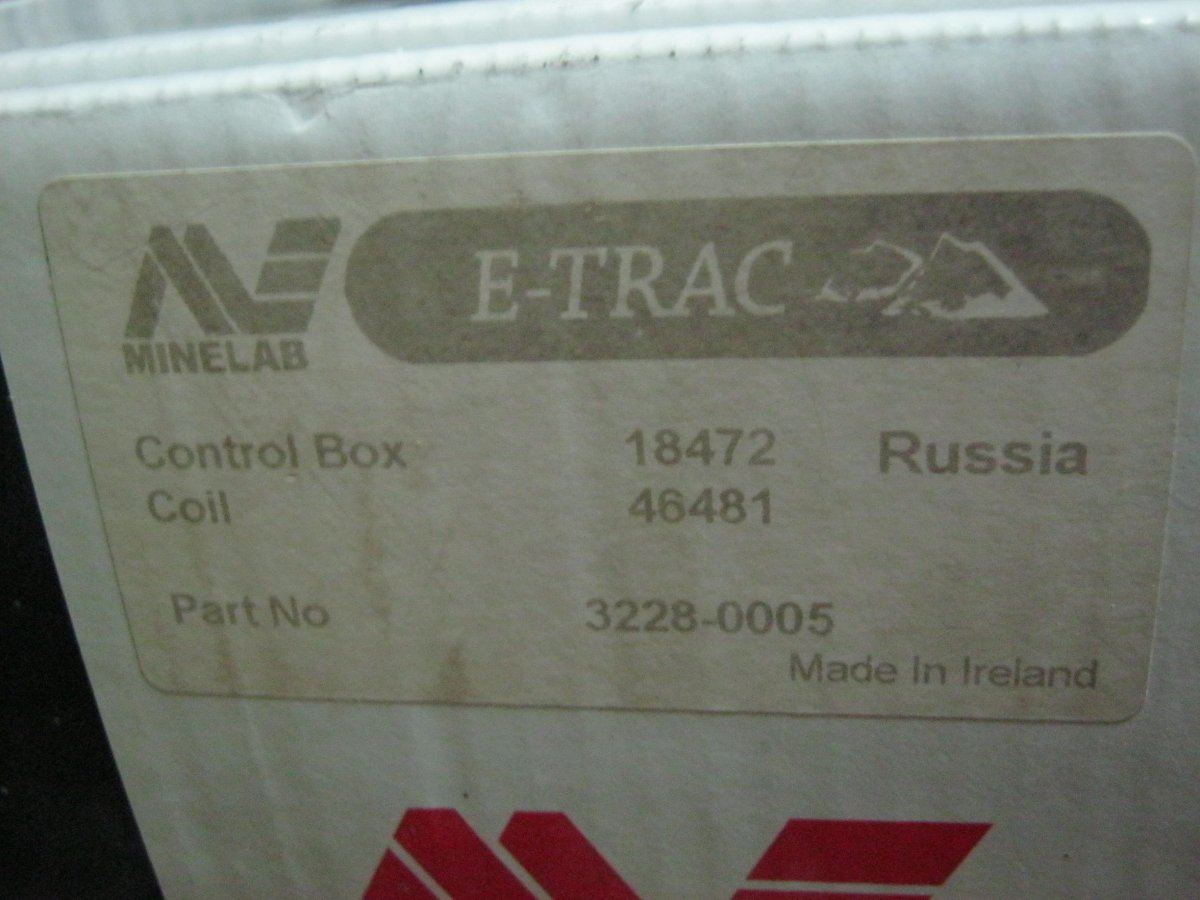 MINELAB
E-TRAC
Control Box 18472 Russia
Coil 46481
Part No 3228-0005
Made In Ireland